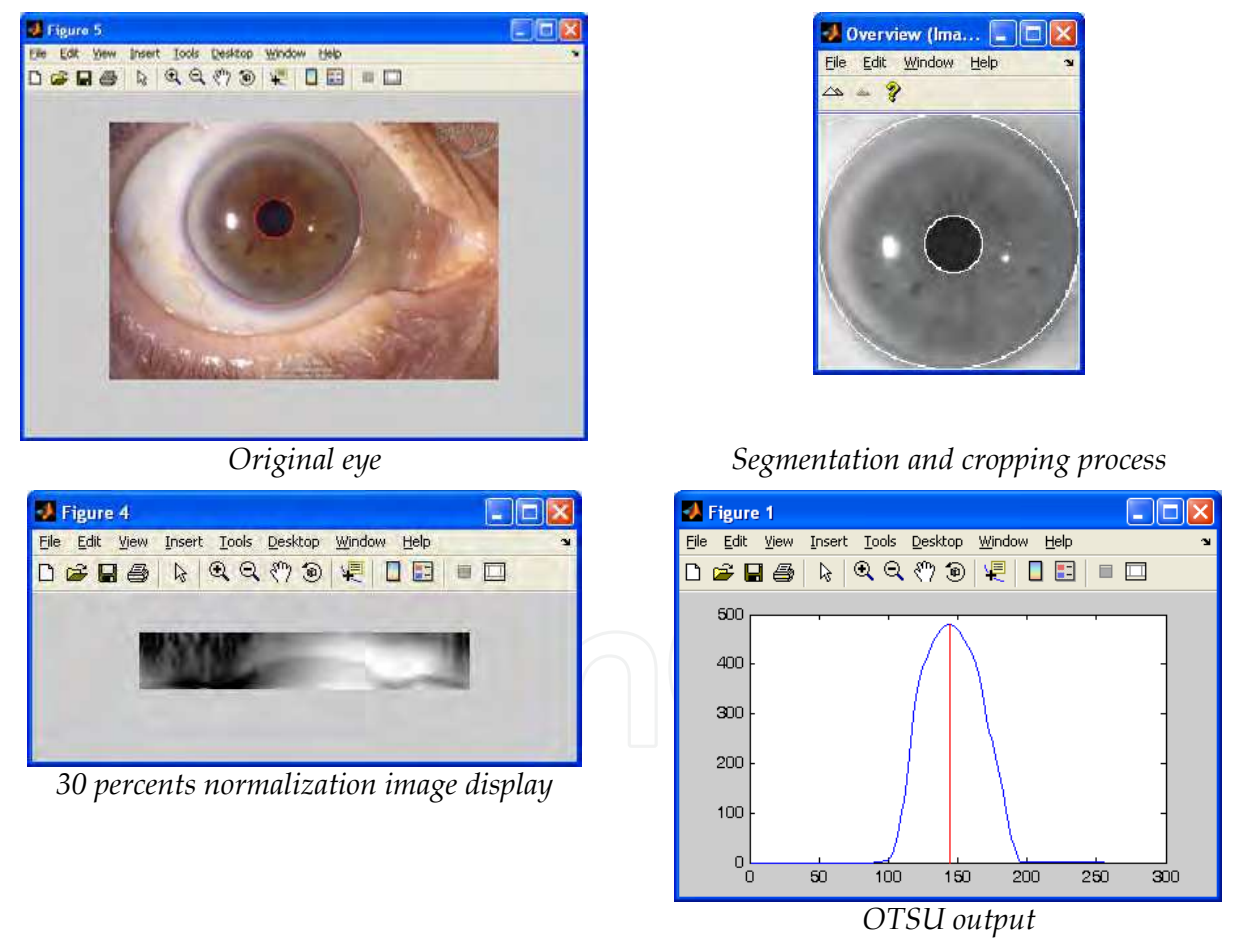 Figure 5
File Edit View Insert Tools Desktop Window Help
Overview (Ima...
File Edit Window Help
Original eye
Segmentation and cropping process
Figure 4
File Edit View Insert Tools Desktop Window Help
30 percents normalization image display
Figure 1
File Edit View Insert Tools Desktop Window Help
500
400
300
200
100
0
0 50 100 150 200 250 300
OTSU output